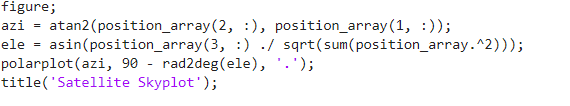 figure;
azi = atan2(position_array(2, :), position_array(1, :));
ele = asin(position_array(3, :) ./ sqrt(sum(position_array.^2)));
polarplot(azi, 90 - rad2deg(ele), '.');
title('Satellite Skyplot');